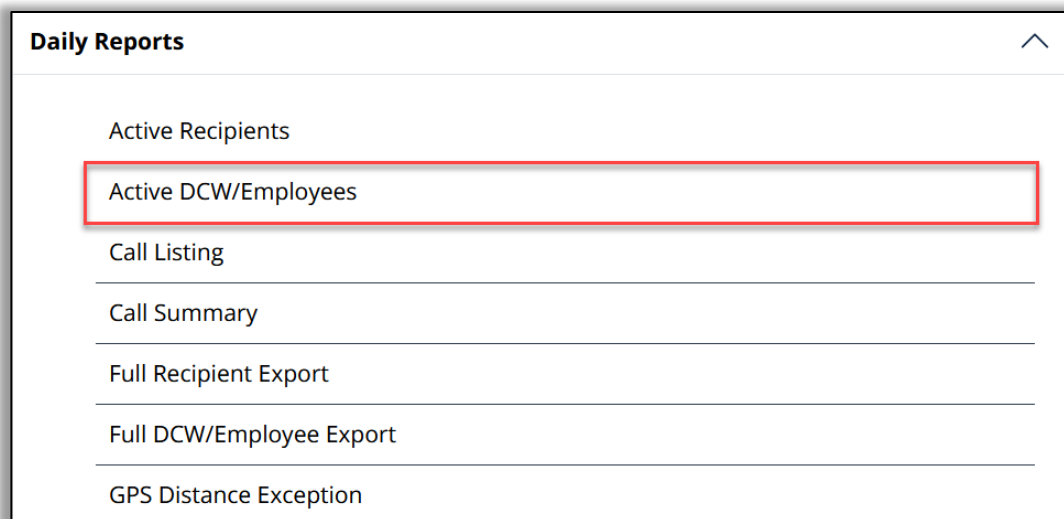 Daily Reports
Active Recipients
Active DCW/Employees
Call Listing
Call Summary
Full Recipient Export
Full DCW/Employee Export
GPS Distance Exception